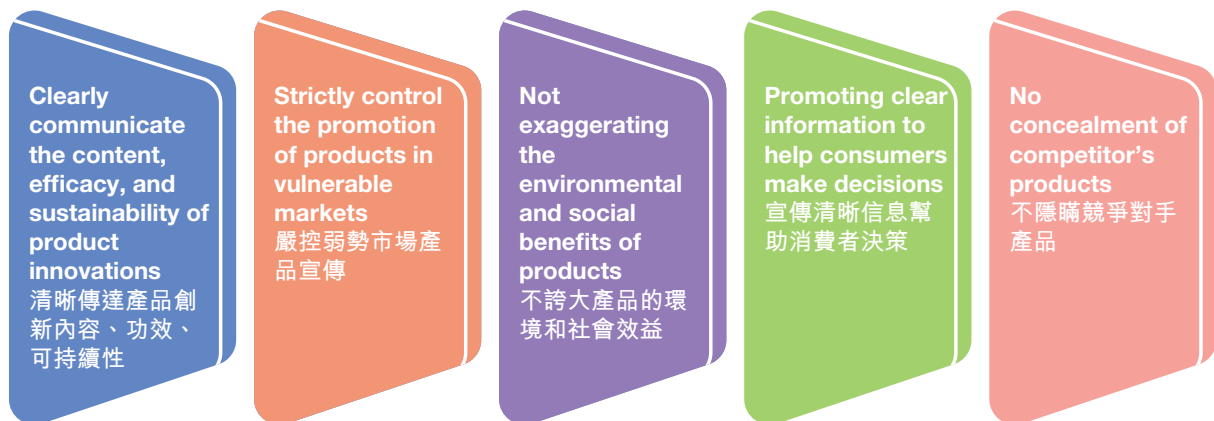 Clearly
communicate
the content,
efficacy, and
sustainability of
product
innovations
清晰傳達產品創
新內容、功效、
可持續性
Strictly control
the promotion
of products in
vulnerable
markets
嚴控弱勢市場產
品宣傳
Not
exaggerating
the
environmental
and social
benefits of
products
不誇大產品的環
境和社會效益
Promoting clear
information to
help consumers
make decisions
宣傳清晰信息幫
助消費者決策
No
concealment of
competitor's
products
不隱瞞競爭對手
產品